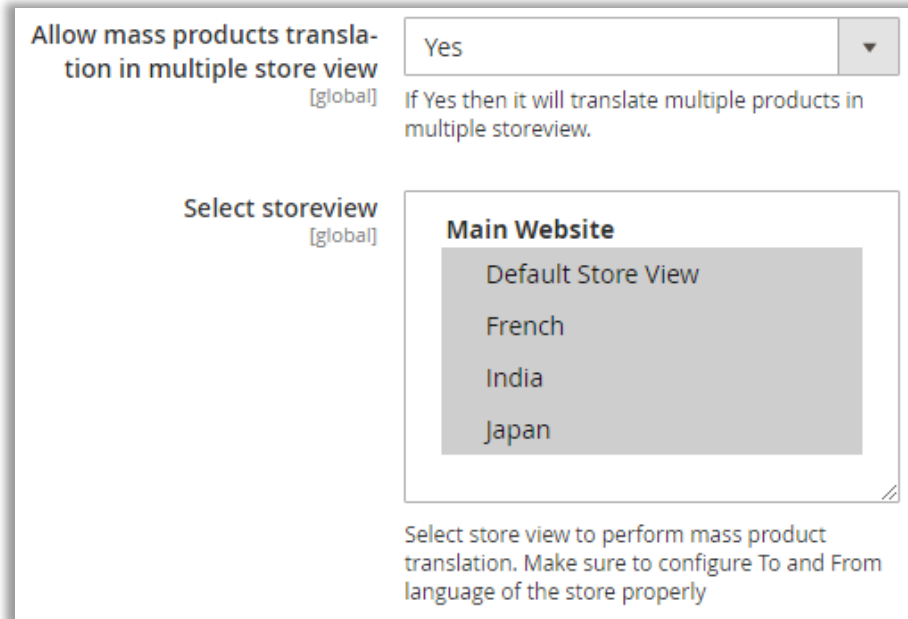 Allow mass products transla-
tion in multiple store view
[global]
Yes
If Yes then it will translate multiple products in
multiple storeview.
Select storeview
[global]
Main Website
Default Store View
French
India
Japan
Select store view to perform mass product
translation. Make sure to configure To and From
language of the store properly